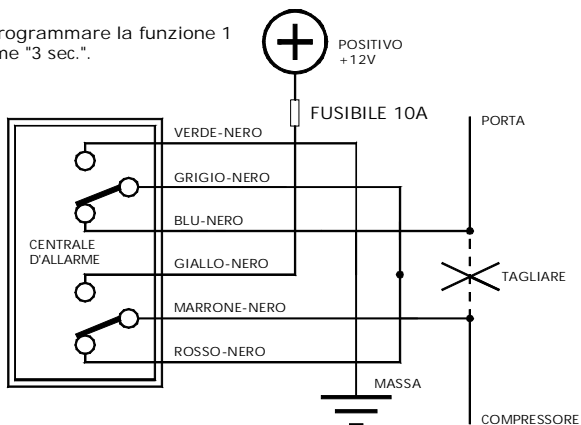 rogrammare la funzione 1
me "3 sec.".
POSITIVO
+12V
FUSIBILE 10A
PORTA
VERDE-NERO
GRIGIO-NERO
BLU-NERO
CENTRALE
D'ALLARME
GIALLO-NERO
TAGLIARE
MARRONE-NERO
ROSSO-NERO
MASSA
COMPRESSORE